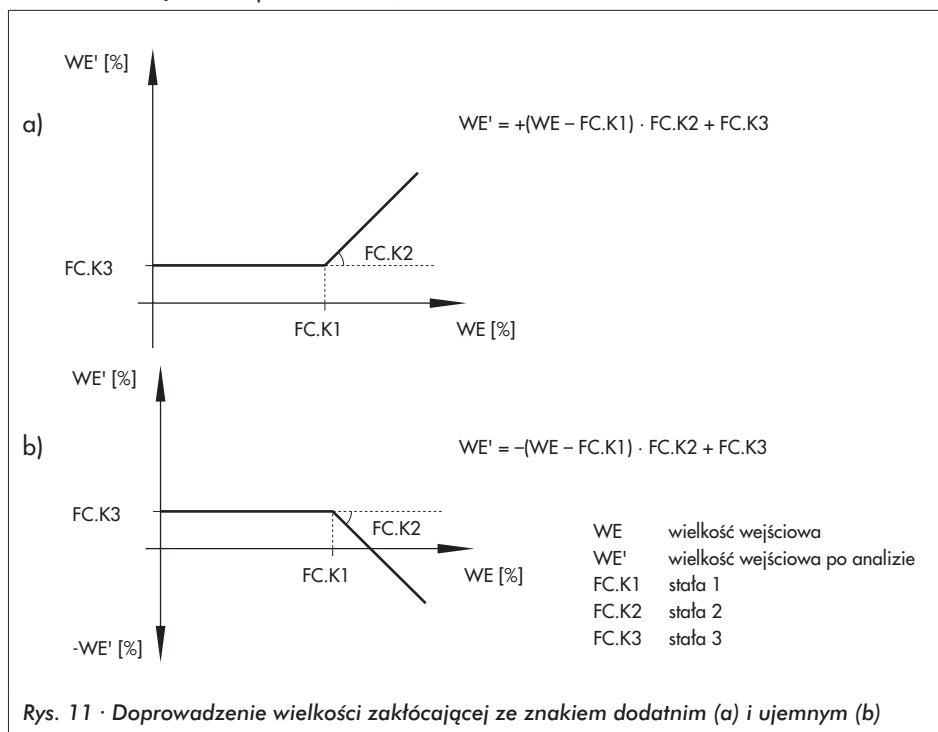 WE' [%]
a)
WE' = +(WE – FC.K1) · FC.K2 + FC.K3
FC.K3
FC.K2
FC.K1
WE [%]
WE' [%]
b)
WE' = –(WE – FC.K1) · FC.K2 + FC.K3
FC.K3
FC.K2
FC.K1
WE [%]
-WE' [%]
WE wielkość wejściowa
WE' wielkość wejściowa po analizie
FC.K1 stała 1
FC.K2 stała 2
FC.K3 stała 3
Rys. 11 · Doprowadzenie wielkości zakłócającej ze znakiem dodatnim (a) i ujemnym (b)